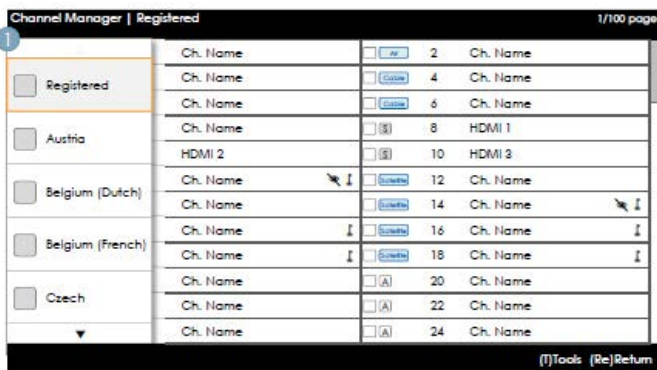 Channel Manager | Registered 1/100 page
1
Registered
Austria
Belgium (Dutch)
Belgium (French)
Czech
▼
Ch. Name AV 2 Ch. Name
Ch. Name Cable 4 Ch. Name
Ch. Name Cable 6 Ch. Name
Ch. Name S 8 HDMI 1
HDMI 2 S 10 HDMI 3
Ch. Name Satellite 12 Ch. Name
Ch. Name Satellite 14 Ch. Name
Ch. Name Satellite 16 Ch. Name
Ch. Name Satellite 18 Ch. Name
Ch. Name A 20 Ch. Name
Ch. Name A 22 Ch. Name
Ch. Name A 24 Ch. Name
(T)Tools (Re)Return